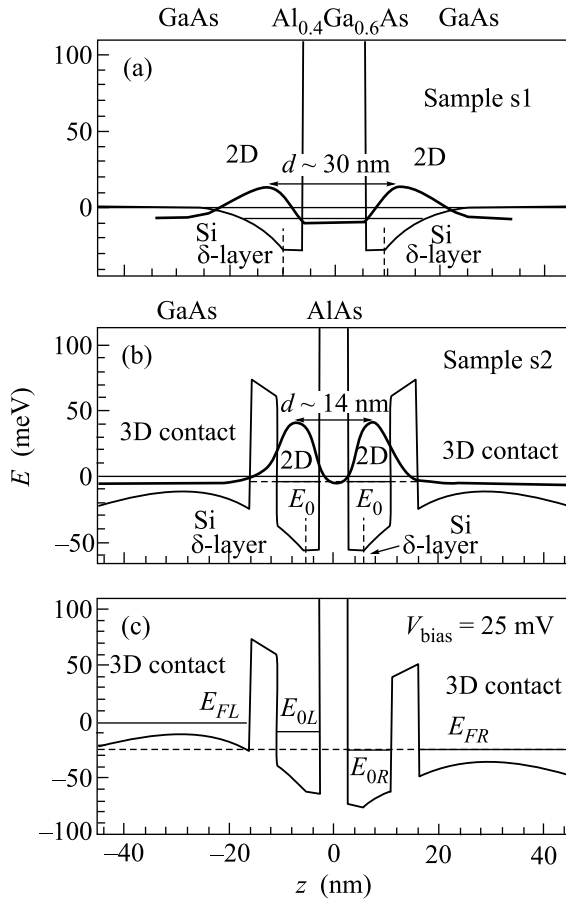 GaAs Al0.4Ga0.6As GaAs
100
(a)
Sample s1
50
2D d ~ 30 nm 2D
0
Si Si
δ-layer δ-layer
GaAs AlAs
100
(b)
Sample s2
50
d ~ 14 nm
3D contact 3D contact
2D 2D
0
E0 E0
Si Si
δ-layer δ-layer
–50
E (meV)
100
(c) Vbias = 25 mV
50
3D contact 3D contact
EFL E0L EFR
0
E0R
–50
–100
–40 –20 0 20 40
z (nm)